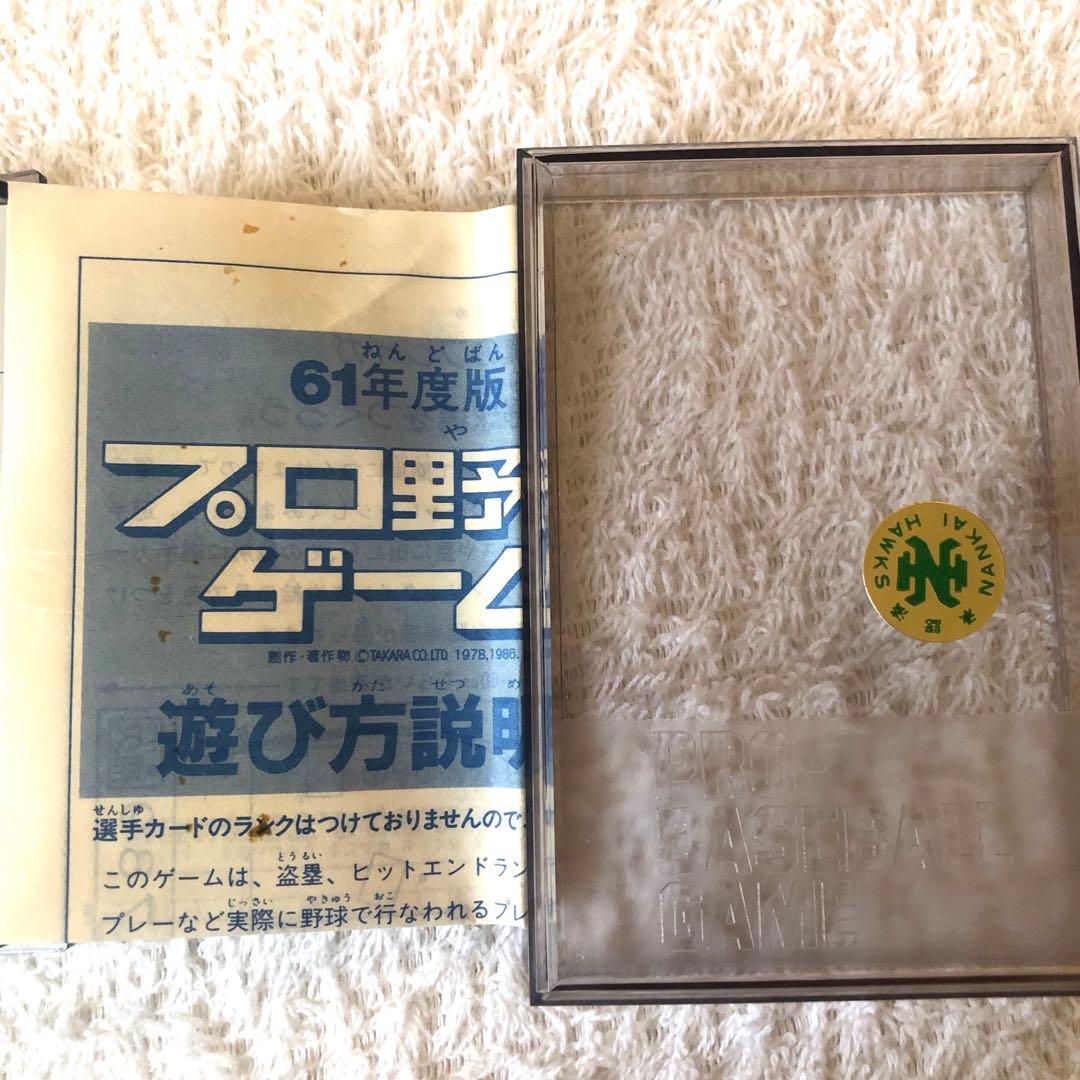 ねんどばん
61年度版
や
プロ野
ゲーム
創作・著作物 ©TAKARA CO.LTD. 1978,1986,
あそ かた せつ め
遊び方説明
せんしゅ
選手カードのランクはつけておりませんので、
とうるい
このゲームは、盗塁、ヒットエンドラン
じっさい やきゅう おこ
プレーなど実際に野球で行なわれるプレ
NANKAI HAWKS
NH
承認済
PRO-
BASEBALL
GAME